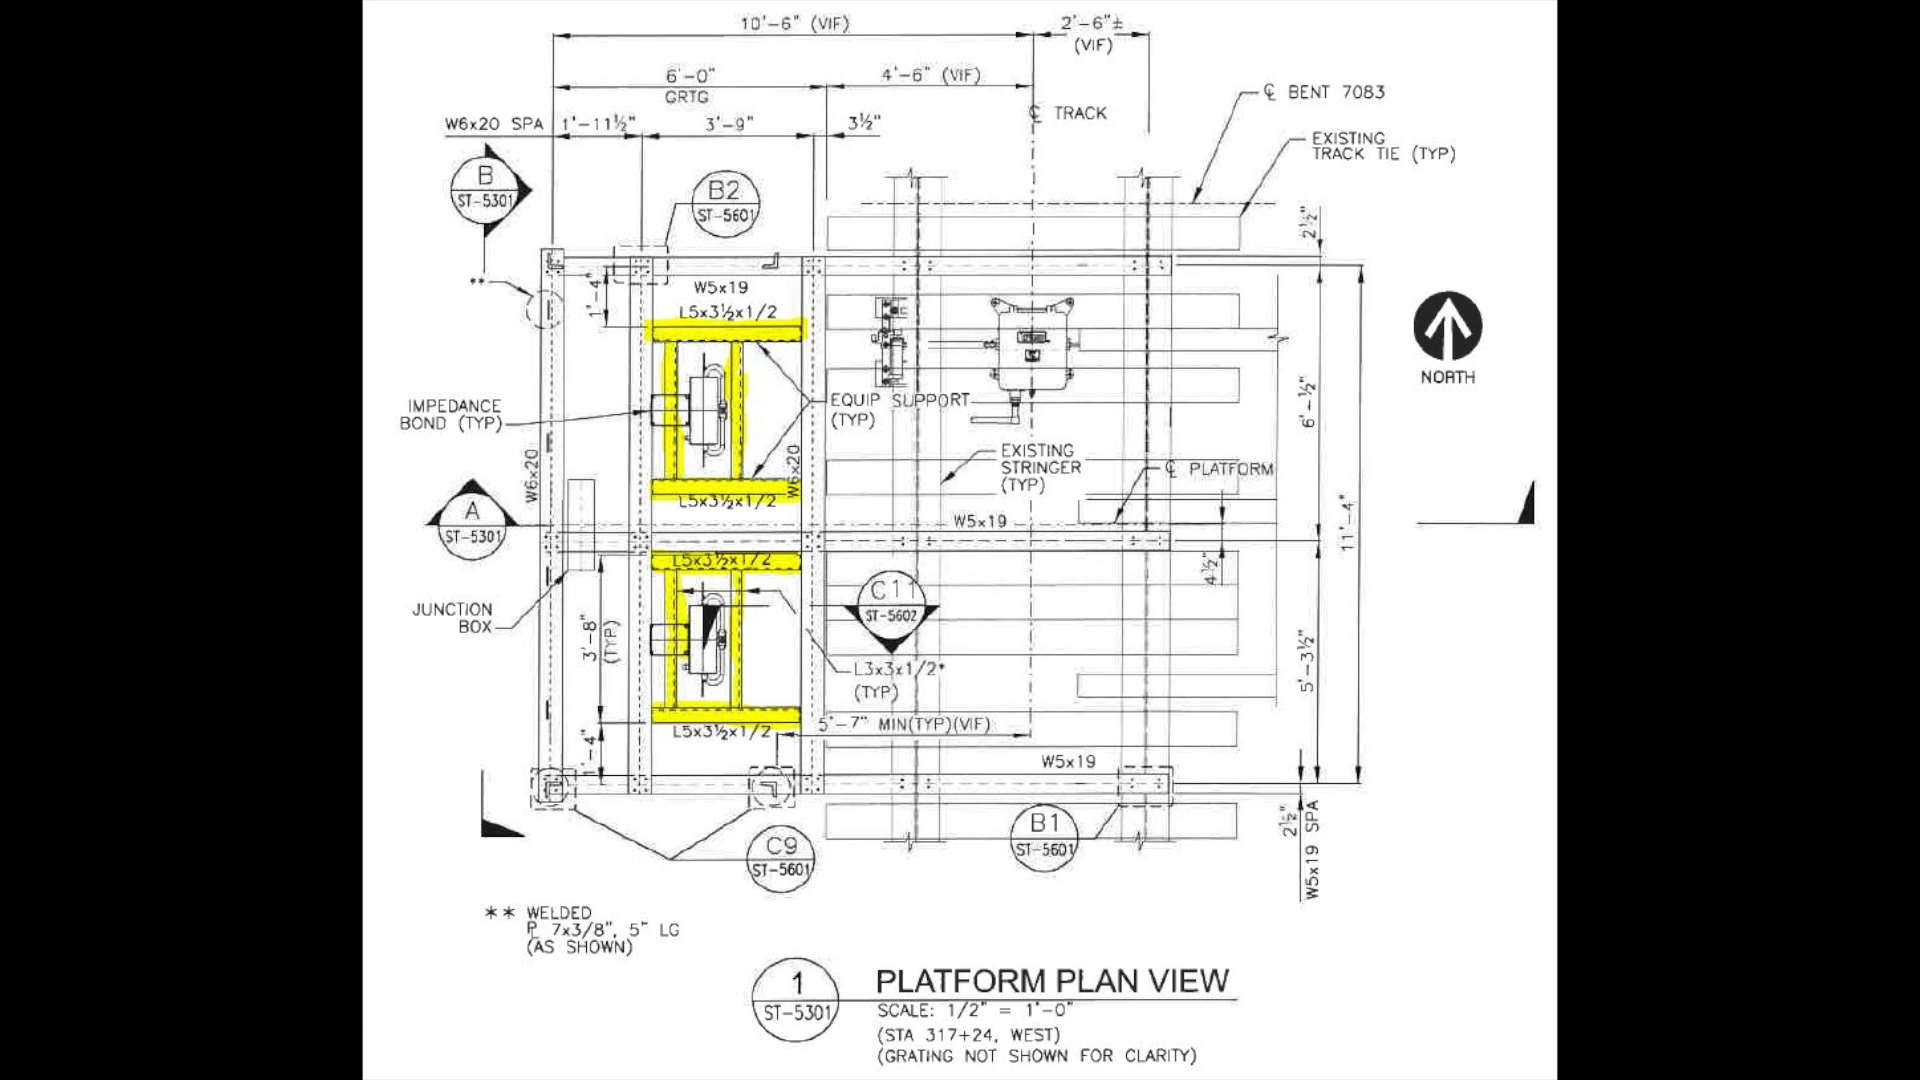 10'-6" (VIF)
2'-6"±
(VIF)
6'-0"
GRTG
4'-6" (VIF)
℄ TRACK
℄ BENT 7083
W6x20 SPA
1'-11½"
3'-9"
3½"
EXISTING
TRACK TIE (TYP)
B
ST-5301
B2
ST-5601
2½"
**
1'-4"
W5x19
L5x3½x1/2
NORTH
IMPEDANCE
BOND (TYP)
EQUIP SUPPORT
(TYP)
6'-½"
W6x20
W6x20
EXISTING
STRINGER
(TYP)
℄ PLATFORM
L5x3½x1/2
A
ST-5301
W5x19
11'-4"
L5x3½x1/2
4½"
C11
ST-5602
JUNCTION
BOX
3'-8"
(TYP)
L3x3x1/2*
(TYP)
5'-3½"
L5x3½x1/2
5'-7" MIN(TYP)(VIF)
1'-4"
W5x19
2½"
W5x19 SPA
B1
ST-5601
C9
ST-5601
** WELDED
℄ 7x3/8", 5" LG
(AS SHOWN)
1
ST-5301
PLATFORM PLAN VIEW
SCALE: 1/2" = 1'-0"
(STA 317+24, WEST)
(GRATING NOT SHOWN FOR CLARITY)